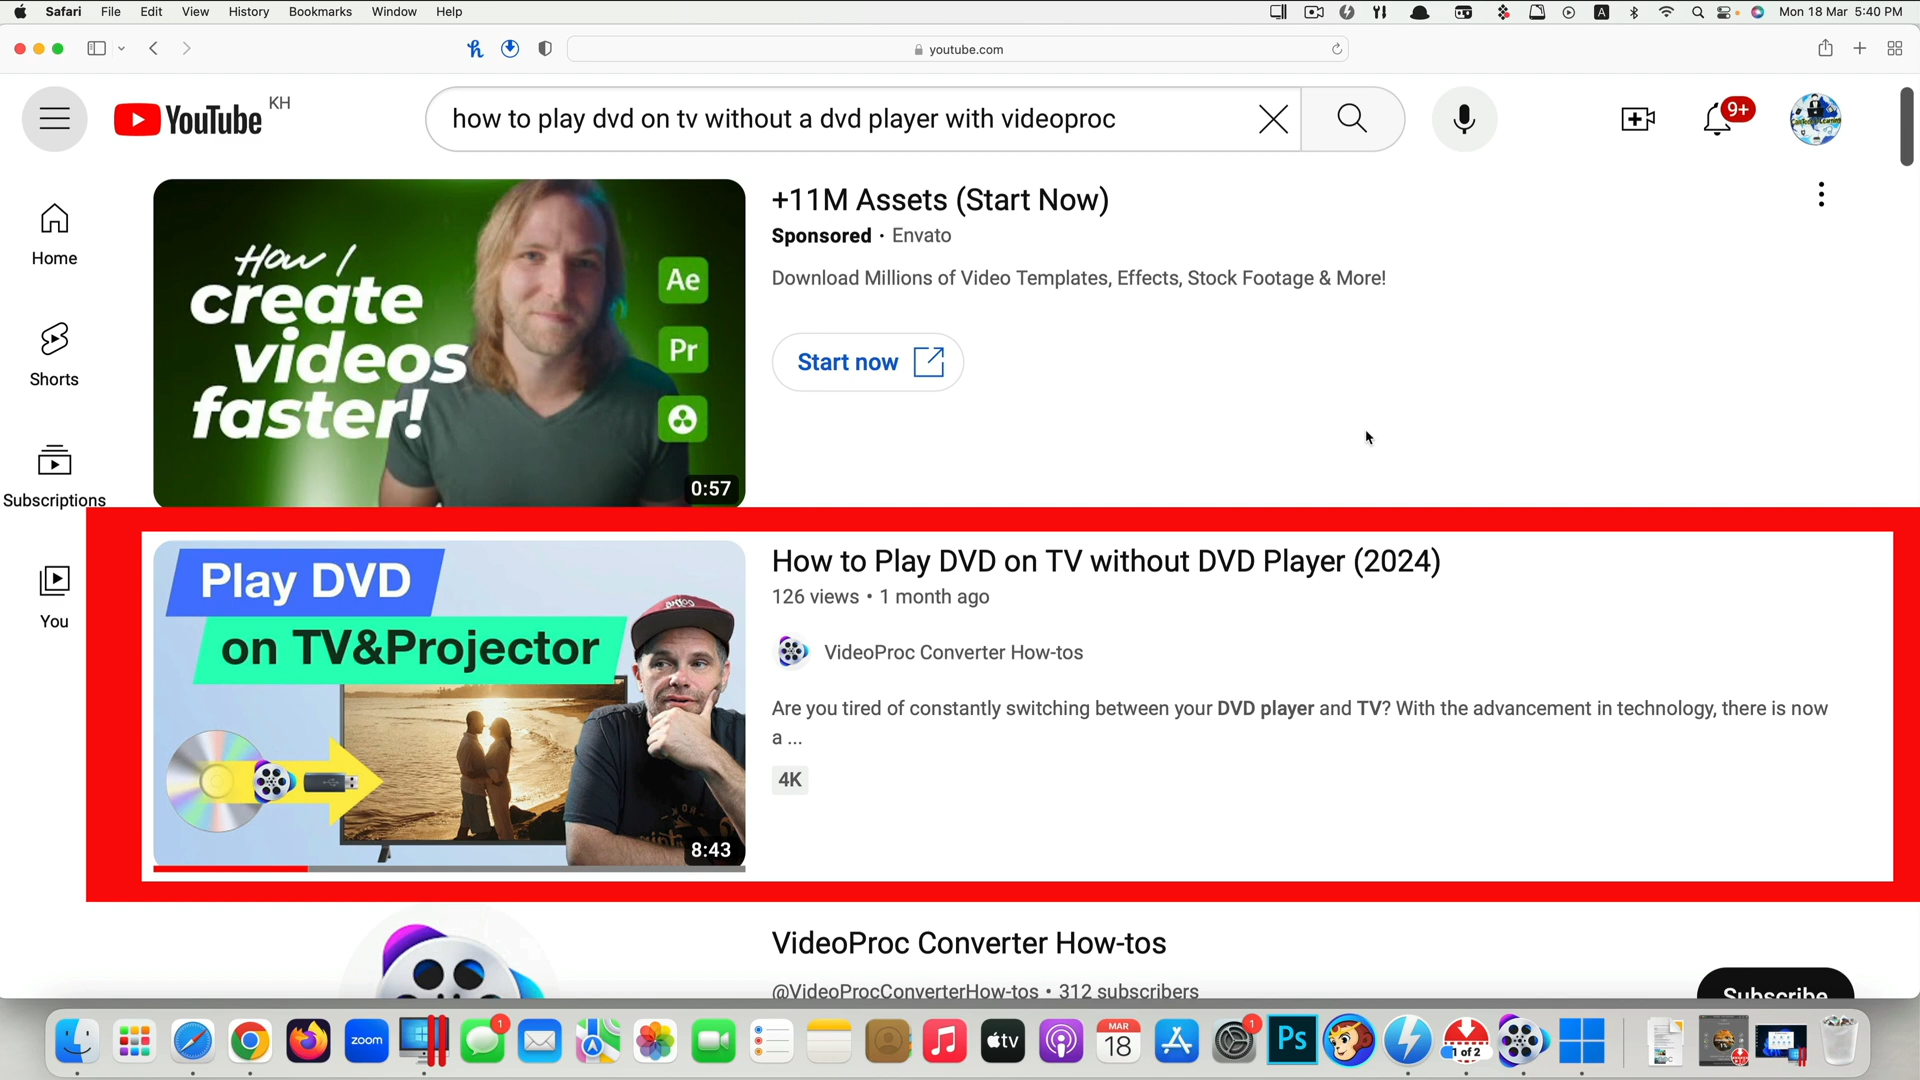 Safari File Edit View History Bookmarks Window Help
A
Mon 18 Mar 5:40 PM
youtube.com
YouTube KH
how to play dvd on tv without a dvd player with videoproc
9+
Home
Shorts
Subscriptions
You
How I
create
videos
faster!
Ae
Pr
0:57
+11M Assets (Start Now)
Sponsored • Envato
Download Millions of Video Templates, Effects, Stock Footage & More!
Start now
Play DVD
on TV&Projector
8:43
How to Play DVD on TV without DVD Player (2024)
126 views • 1 month ago
VideoProc Converter How-tos
Are you tired of constantly switching between your DVD player and TV? With the advancement in technology, there is now
a ...
4K
VideoProc Converter How-tos
@VideoProcConverterHow-tos • 312 subscribers
Subscribe
zoom
1
tv
MAR
18
1
Ps
1 of 2